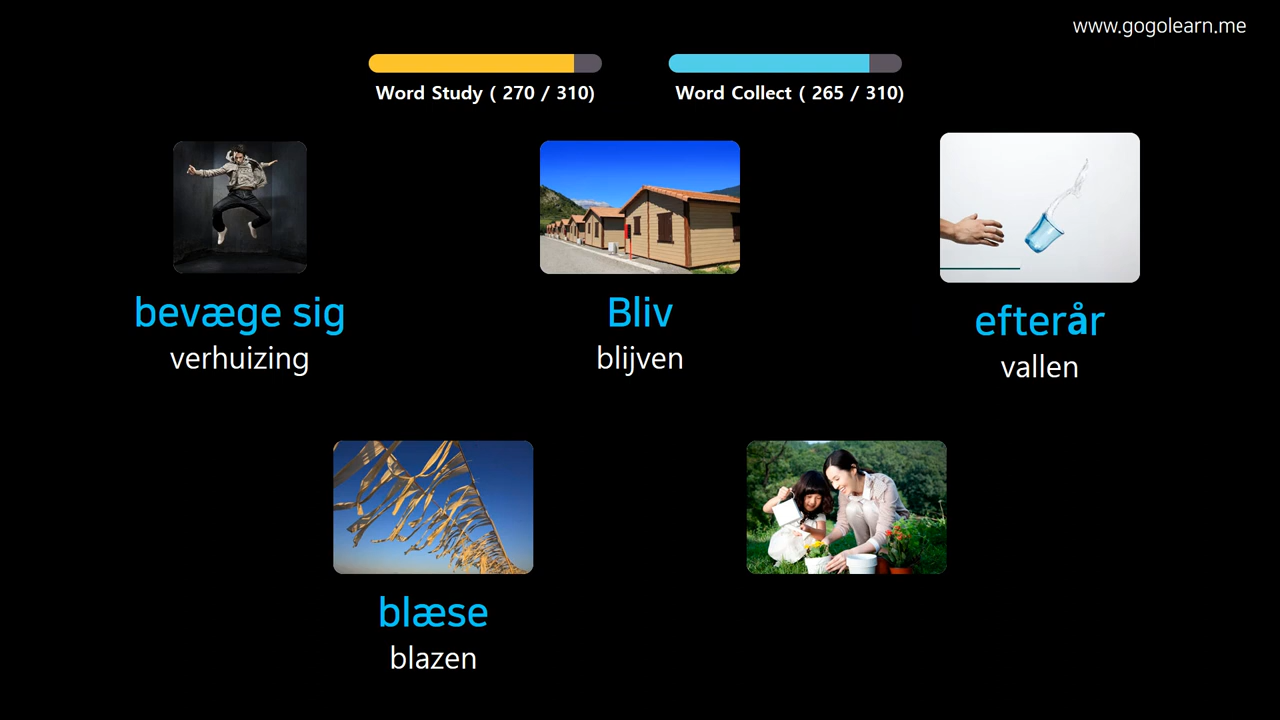 www.gogolearn.me
Word Study ( 270 / 310)
Word Collect ( 265 / 310)
bevæge sig
verhuizing
Bliv
blijven
efterår
vallen
blæse
blazen